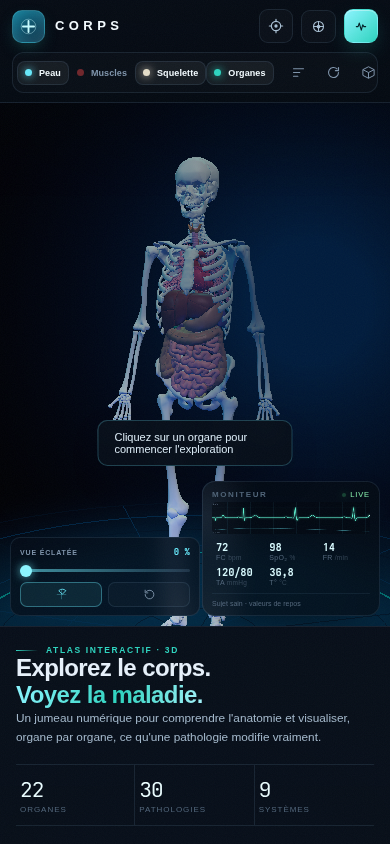 CORPS
Peau Muscles Squelette Organes
Cliquez sur un organe pour
commencer l'exploration
VUE ÉCLATÉE 0 %
MONITEUR LIVE
72 98 14
FC bpm SpO₂ % FR /min
120/80 36,8
TA mmHg T° °C
Sujet sain · valeurs de repos
ATLAS INTERACTIF · 3D
Explorez le corps.
Voyez la maladie.
Un jumeau numérique pour comprendre l'anatomie et visualiser,
organe par organe, ce qu'une pathologie modifie vraiment.
22 30 9
ORGANES PATHOLOGIES SYSTÈMES